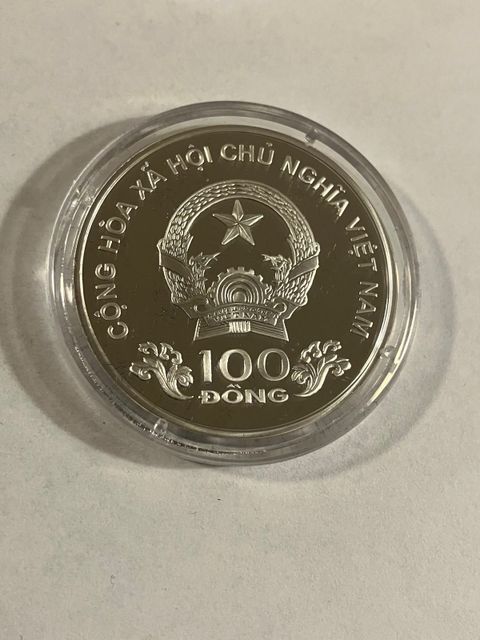 CỘNG HÒA XÃ HỘI CHỦ NGHĨA VIỆT NAM
100
ĐỒNG